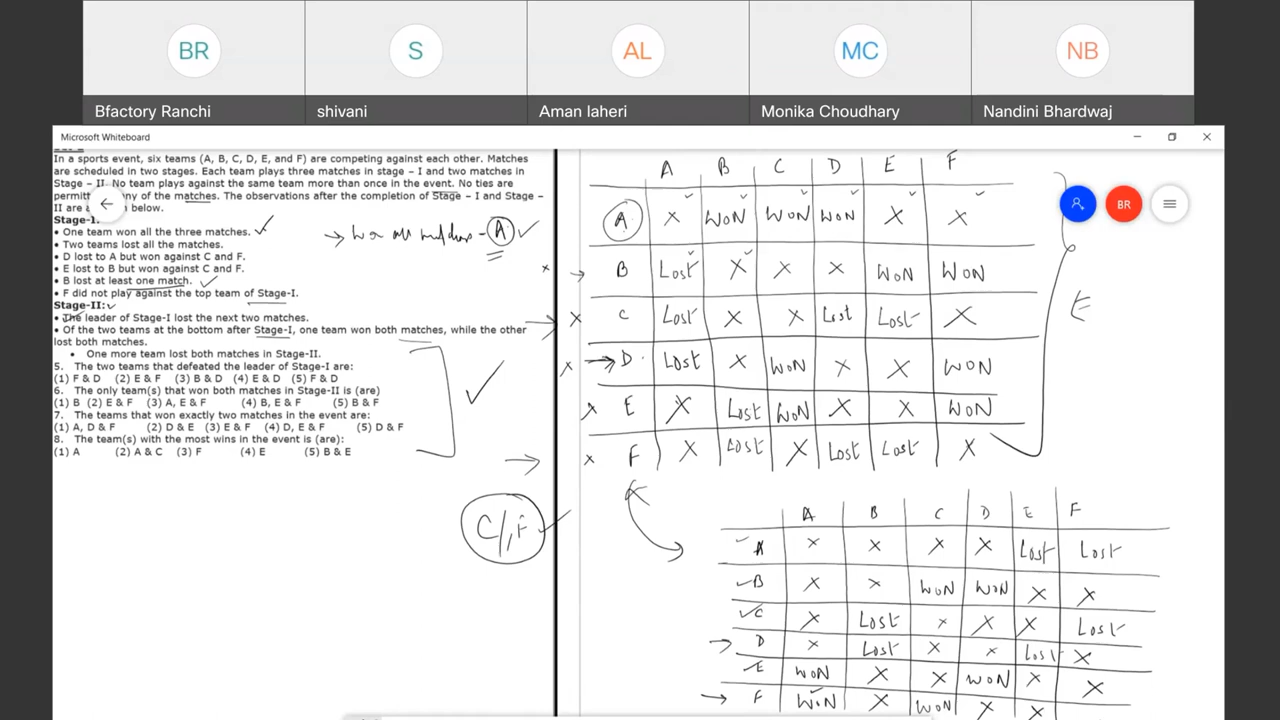 BR S AL MC NB
Bfactory Ranchi shivani Aman laheri Monika Choudhary Nandini Bhardwaj
Microsoft Whiteboard
In a sports event, six teams (A, B, C, D, E, and F) are competing against each other. Matches
are scheduled in two stages. Each team plays three matches in stage – I and two matches in
Stage – II. No team plays against the same team more than once in the event. No ties are
permitt ny of the matches. The observations after the completion of Stage – I and Stage –
II are a n below.
Stage-I:
• One team won all the three matches.
• Two teams lost all the matches.
• D lost to A but won against C and F.
• E lost to B but won against C and F.
• B lost at least one match.
• F did not play against the top team of Stage-I.
Stage-II:
• The leader of Stage-I lost the next two matches.
• Of the two teams at the bottom after Stage-I, one team won both matches, while the other
lost both matches.
• One more team lost both matches in Stage-II.
5. The two teams that defeated the leader of Stage-I are:
(1) F & D (2) E & F (3) B & D (4) E & D (5) F & D
6. The only team(s) that won both matches in Stage-II is (are)
(1) B (2) E & F (3) A, E & F (4) B, E & F (5) B & F
7. The teams that won exactly two matches in the event are:
(1) A, D & F (2) D & E (3) E & F (4) D, E & F (5) D & F
8. The team(s) with the most wins in the event is (are):
(1) A (2) A & C (3) F (4) E (5) B & E
→ Won all - A
C/,F
A B C D E F
A X WON WON WON X X
B Lost X X X WON WON
C Lost X X Lost Lost X
D Lost X WON X X WON
E X Lost WON X X WON
F X Lost X Lost Lost X
BR
E
A B C D E F
A X X X X Lost Lost
B X X WON WON X X
C X Lost X X X Lost
D X Lost X X Lost X
E WON X X WON X X
F WON X WON X X